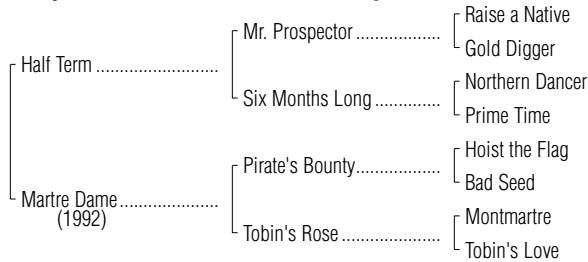 Raise a Native
Mr. Prospector ..................
Gold Digger
Half Term ..........................
Northern Dancer
Six Months Long ..............
Prime Time
Hoist the Flag
Pirate's Bounty..................
Bad Seed
Martre Dame .....................
(1992)
Montmartre
Tobin's Rose .....................
Tobin's Love